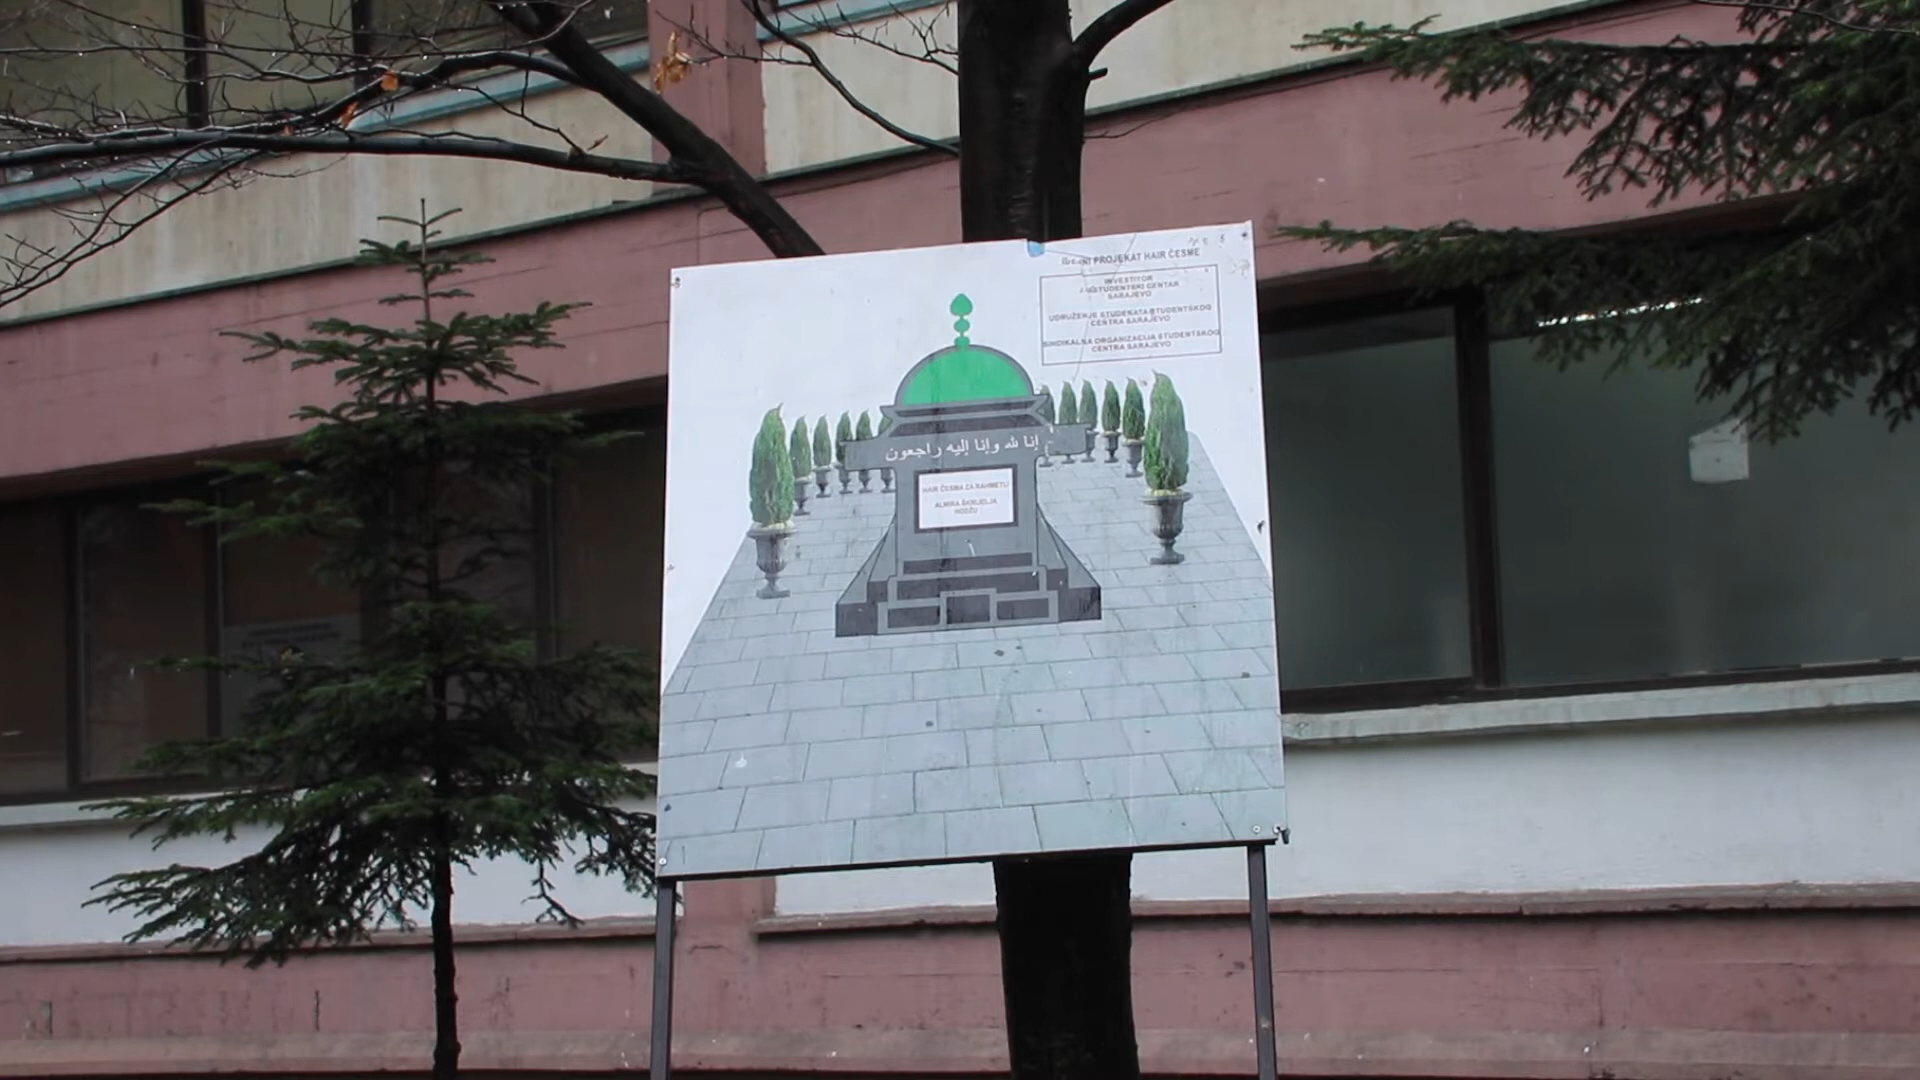 PROJEKAT HAIR ČESME
INVESTITOR
STUDENTSKI CENTAR
SARAJEVO
UDRUŽENJE STUDENATA STUDENTSKOG
CENTRA SARAJEVO
SINDIKALNA ORGANIZACIJA STUDENTSKOG
CENTRA SARAJEVO
إنا لله وإنا إليه راجعون
HAIR ČESMA ZA RAHMETLI
ALMIRA
HODŽU